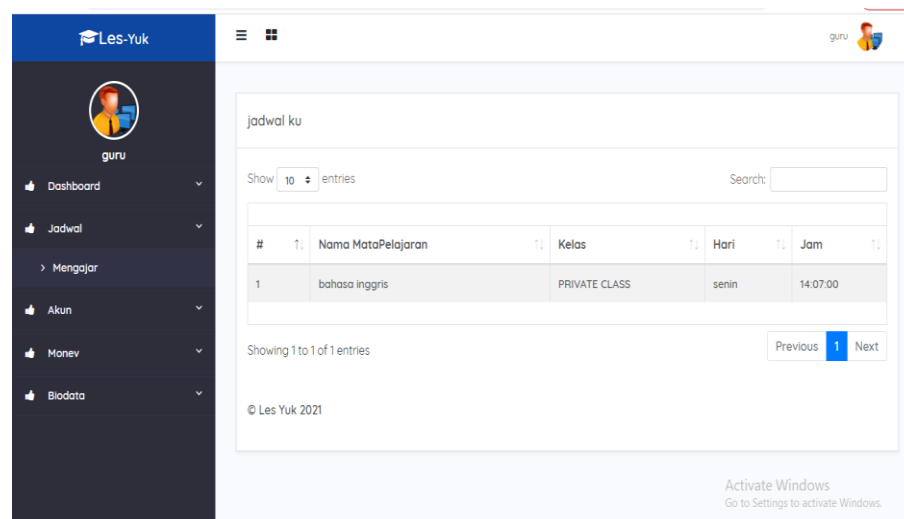 Les-Yuk
guru
guru
Dashboard
Jadwal
> Mengajar
Akun
Monev
Biodata
jadwal ku
Show 10 entries
Search:
# Nama MataPelajaran Kelas Hari Jam
1 bahasa inggris PRIVATE CLASS senin 14:07:00
Showing 1 to 1 of 1 entries
Previous 1 Next
© Les Yuk 2021
Activate Windows
Go to Settings to activate Windows.